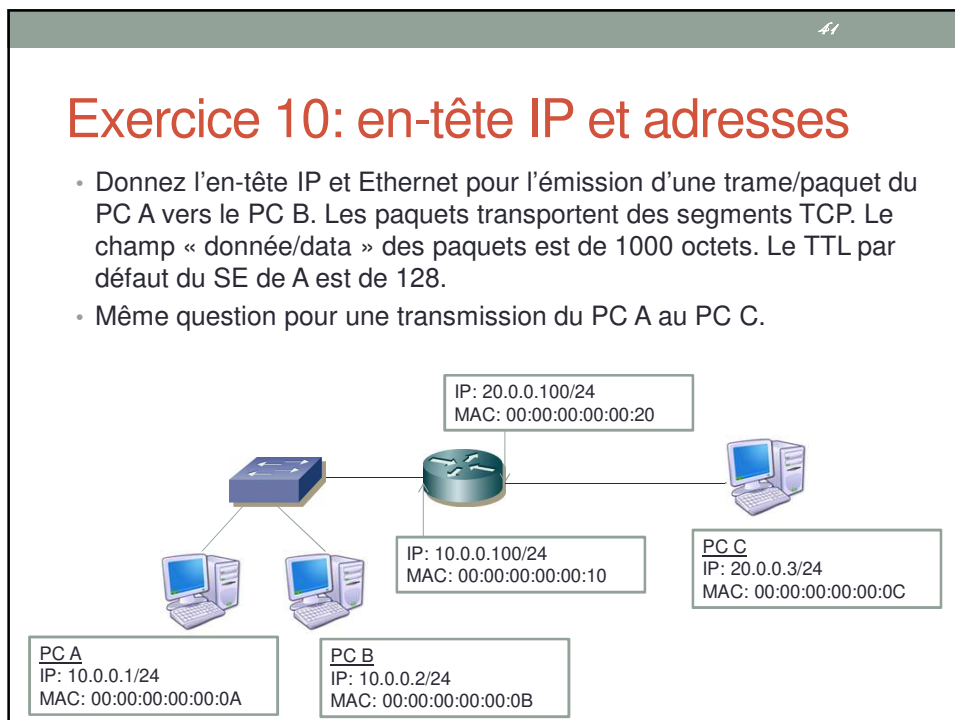 41
Exercice 10: en-tête IP et adresses
• Donnez l'en-tête IP et Ethernet pour l'émission d'une trame/paquet du
PC A vers le PC B. Les paquets transportent des segments TCP. Le
champ « donnée/data » des paquets est de 1000 octets. Le TTL par
défaut du SE de A est de 128.
• Même question pour une transmission du PC A au PC C.
IP: 20.0.0.100/24
MAC: 00:00:00:00:00:20
IP: 10.0.0.100/24
MAC: 00:00:00:00:00:10
PC C
IP: 20.0.0.3/24
MAC: 00:00:00:00:00:0C
PC A
IP: 10.0.0.1/24
MAC: 00:00:00:00:00:0A
PC B
IP: 10.0.0.2/24
MAC: 00:00:00:00:00:0B